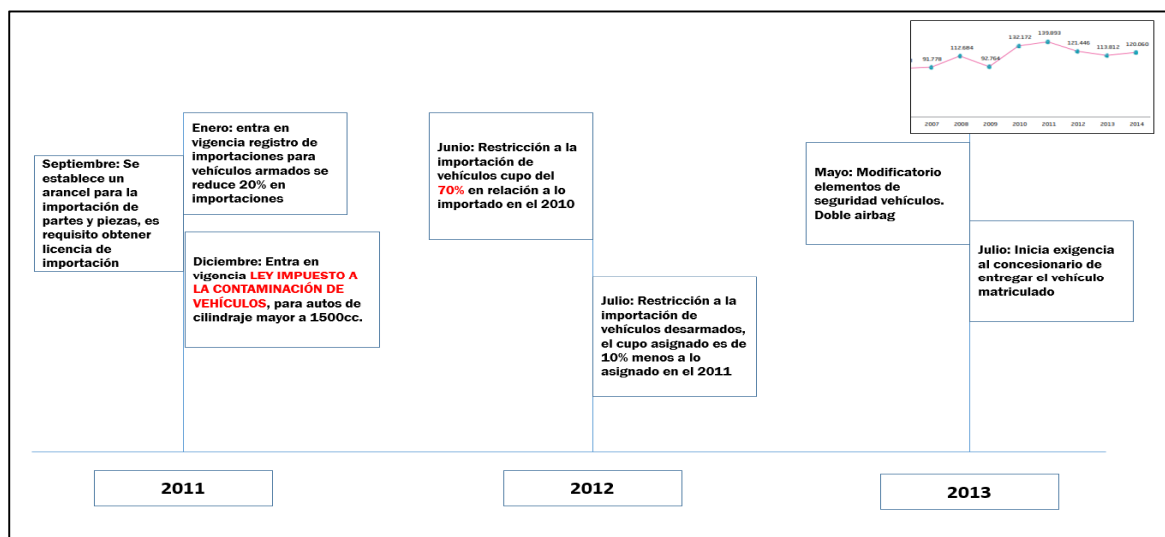 91.778
112.684
92.764
132.172
139.893
121.446
113.812
120.060
2007 2008 2009 2010 2011 2012 2013 2014
Septiembre: Se
establece un
arancel para la
importación de
partes y piezas, es
requisito obtener
licencia de
importación
Enero: entra en
vigencia registro de
importaciones para
vehículos armados se
reduce 20% en
importaciones
Diciembre: Entra en
vigencia LEY IMPUESTO A
LA CONTAMINACIÓN DE
VEHÍCULOS, para autos de
cilindraje mayor a 1500cc.
Junio: Restricción a la
importación de
vehículos cupo del
70% en relación a lo
importado en el 2010
Julio: Restricción a la
importación de
vehículos desarmados,
el cupo asignado es de
10% menos a lo
asignado en el 2011
Mayo: Modificatorio
elementos de
seguridad vehículos.
Doble airbag
Julio: Inicia exigencia
al concesionario de
entregar el vehículo
matriculado
2011
2012
2013